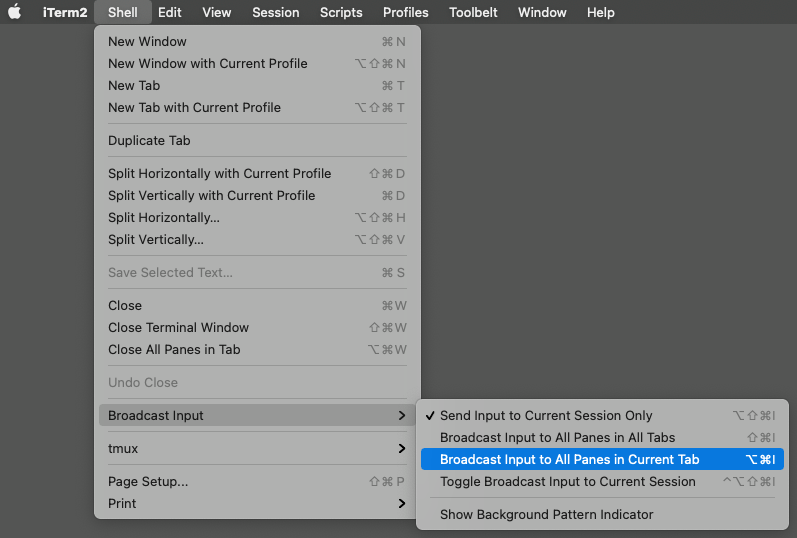 iTerm2 Shell Edit View Session Scripts Profiles Toolbelt Window Help
New Window ⌘N
New Window with Current Profile ⌥⇧⌘N
New Tab ⌘T
New Tab with Current Profile ⌥⇧⌘T
Duplicate Tab
Split Horizontally with Current Profile ⇧⌘D
Split Vertically with Current Profile ⌘D
Split Horizontally... ⌥⇧⌘H
Split Vertically... ⌥⇧⌘V
Save Selected Text... ⌘S
Close ⌘W
Close Terminal Window ⇧⌘W
Close All Panes in Tab ⌥⌘W
Undo Close
Broadcast Input
✓ Send Input to Current Session Only ⌥⇧⌘I
Broadcast Input to All Panes in All Tabs ⇧⌘I
Broadcast Input to All Panes in Current Tab ⌥⌘I
Toggle Broadcast Input to Current Session ^⌥⇧⌘I
Show Background Pattern Indicator
tmux
Page Setup... ⇧⌘P
Print